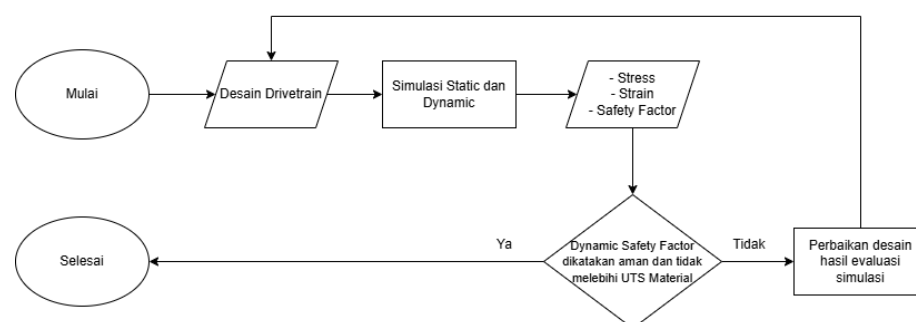 Mulai
Desain Drivetrain
Simulasi Static dan
Dynamic
- Stress
- Strain
- Safety Factor
Dynamic Safety Factor
dikatakan aman dan tidak
melebihi UTS Material
Ya
Tidak
Selesai
Perbaikan desain
hasil evaluasi
simulasi